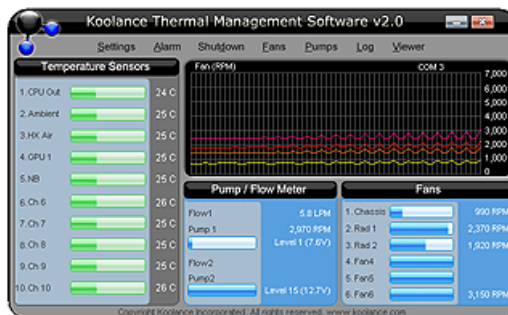 Koolance Thermal Management Software v2.0
Settings Alarm Shutdown Fans Pumps Log Viewer
Temperature Sensors
1.CPU Out 24 C
2.Ambient 25 C
3.HX Air 25 C
4.GPU 1 25 C
5.NB 25 C
6.Ch 6 26 C
7.Ch 7 25 C
8.Ch 8 25 C
9.Ch 9 25 C
10.Ch 10 26 C
Fan (RPM) COM 3
7,000
6,000
5,000
4,000
3,000
2,000
1,000
0
Pump / Flow Meter
Flow1 5.8 LPM
Pump 1 2,970 RPM
Level 1 (7.6V)
Flow2
Pump2
Level 15 (12.7V)
Fans
1. Chassis 990 RPM
2. Rad 1 2,370 RPM
3. Rad 2 1,920 RPM
4. Fan4
5. Fan5
6. Fan6 3,150 RPM
Copyright Koolance Incorporated. All rights reserved. www.koolance.com